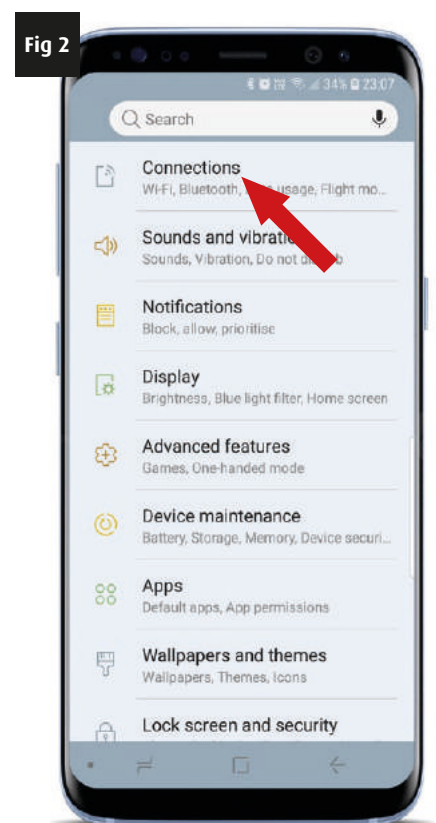 Fig 2
34% 23:07
Search
Connections
Wi-Fi, Bluetooth, usage, Flight mo...
Sounds and
Sounds, Vibration, Do not
Notifications
Block, allow, prioritise
Display
Brightness, Blue light filter, Home screen
Advanced features
Games, One-handed mode
Device maintenance
Battery, Storage, Memory, Device securi...
Apps
Default apps, App permissions
Wallpapers and themes
Wallpapers, Themes, Icons
Lock screen and security